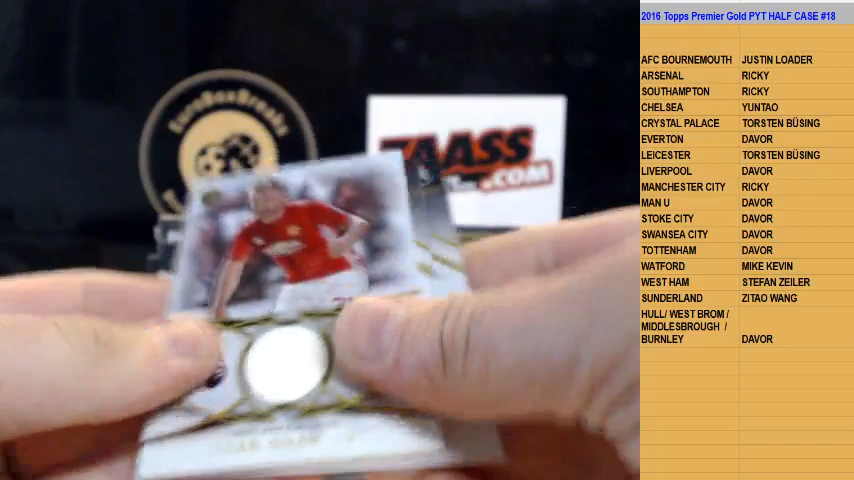 2016 Topps Premier Gold PYT HALF CASE #18
AFC BOURNEMOUTH JUSTIN LOADER
ARSENAL RICKY
SOUTHAMPTON RICKY
CHELSEA YUNTAO
CRYSTAL PALACE TORSTEN BÜSING
EVERTON DAVOR
LEICESTER TORSTEN BÜSING
LIVERPOOL DAVOR
MANCHESTER CITY RICKY
MAN U DAVOR
STOKE CITY DAVOR
SWANSEA CITY DAVOR
TOTTENHAM DAVOR
WATFORD MIKE KEVIN
WEST HAM STEFAN ZEILER
SUNDERLAND ZITAO WANG
HULL/ WEST BROM /
MIDDLESBROUGH /
BURNLEY DAVOR
EuroBoxBreaks
ZAASS
.COM